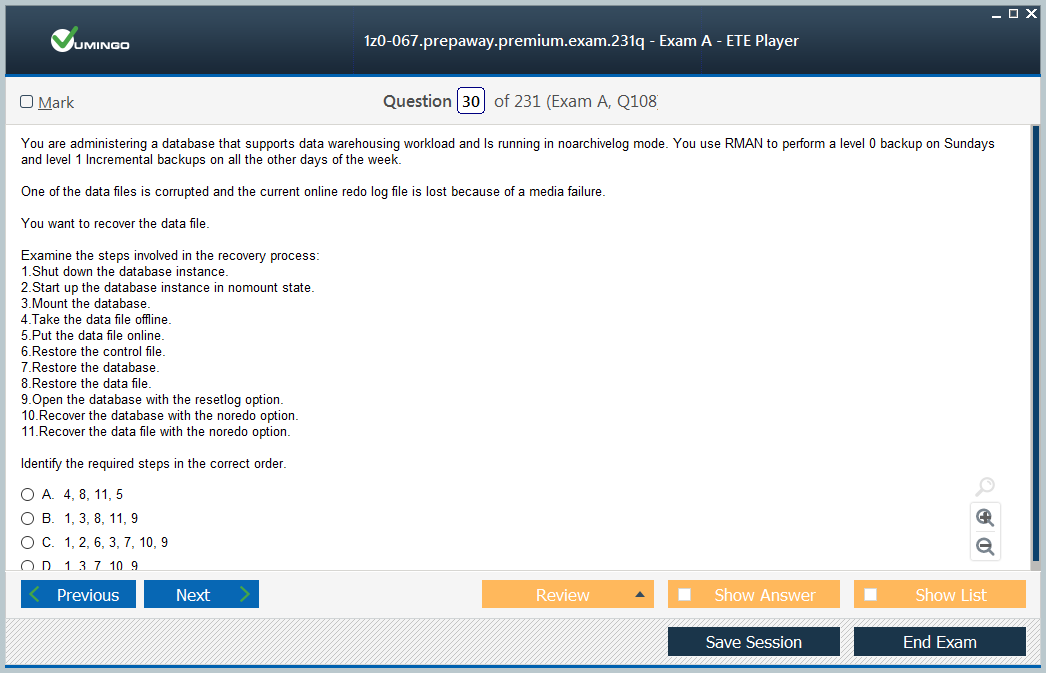 VUMINGO
1z0-067.prepaway.premium.exam.231q - Exam A - ETE Player
Mark
Question 30 of 231 (Exam A, Q108
You are administering a database that supports data warehousing workload and Is running in noarchivelog mode. You use RMAN to perform a level 0 backup on Sundays
and level 1 Incremental backups on all the other days of the week.
One of the data files is corrupted and the current online redo log file is lost because of a media failure.
You want to recover the data file.
Examine the steps involved in the recovery process:
1.Shut down the database instance.
2.Start up the database instance in nomount state.
3.Mount the database.
4.Take the data file offline.
5.Put the data file online.
6.Restore the control file.
7.Restore the database.
8.Restore the data file.
9.Open the database with the resetlog option.
10.Recover the database with the noredo option.
11.Recover the data file with the noredo option.
Identify the required steps in the correct order.
A. 4, 8, 11, 5
B. 1, 3, 8, 11, 9
C. 1, 2, 6, 3, 7, 10, 9
D. 1, 3, 7, 10, 9
Previous
Next
Review
Show Answer
Show List
Save Session
End Exam